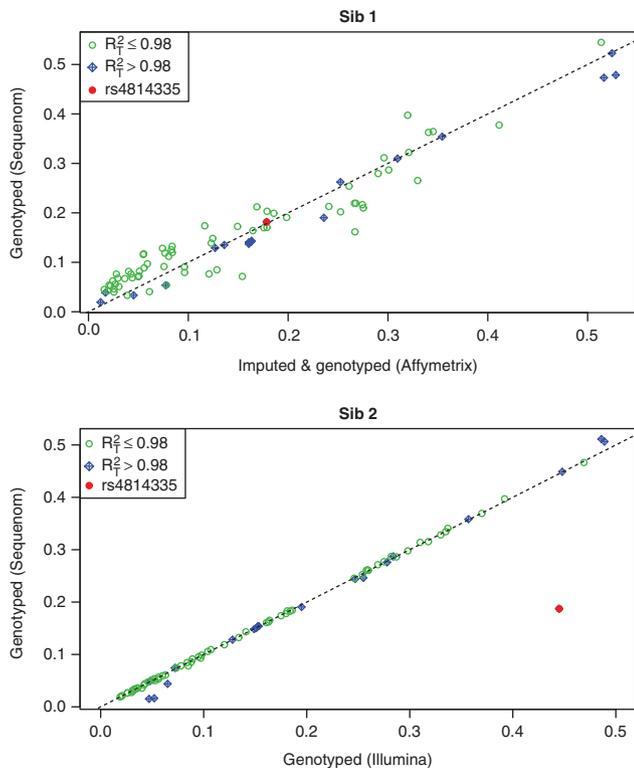 Sib 1
R²T ≤ 0.98
R²T > 0.98
rs4814335
Genotyped (Sequenom)
0.5
0.4
0.3
0.2
0.1
0.0
0.0 0.1 0.2 0.3 0.4 0.5
Imputed & genotyped (Affymetrix)
Sib 2
R²T ≤ 0.98
R²T > 0.98
rs4814335
Genotyped (Sequenom)
0.5
0.4
0.3
0.2
0.1
0.0
0.0 0.1 0.2 0.3 0.4 0.5
Genotyped (Illumina)